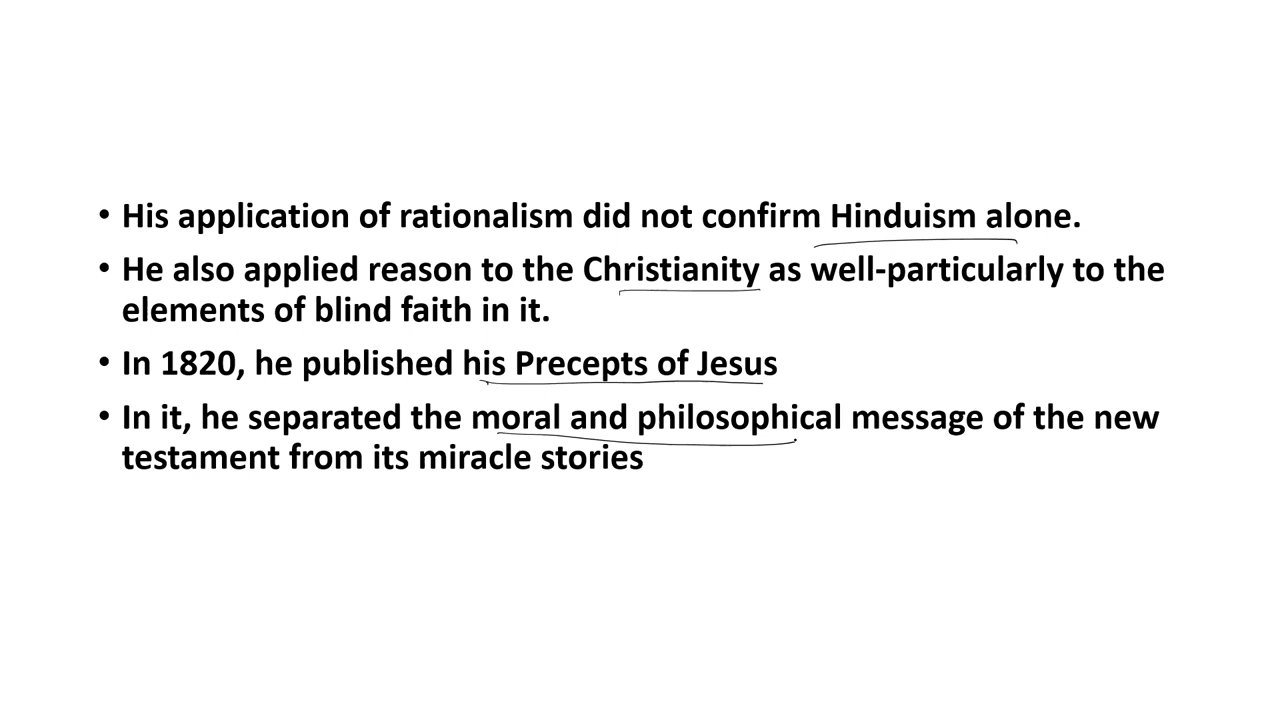 • His application of rationalism did not confirm Hinduism alone.
• He also applied reason to the Christianity as well-particularly to the
elements of blind faith in it.
• In 1820, he published his Precepts of Jesus
• In it, he separated the moral and philosophical message of the new
testament from its miracle stories